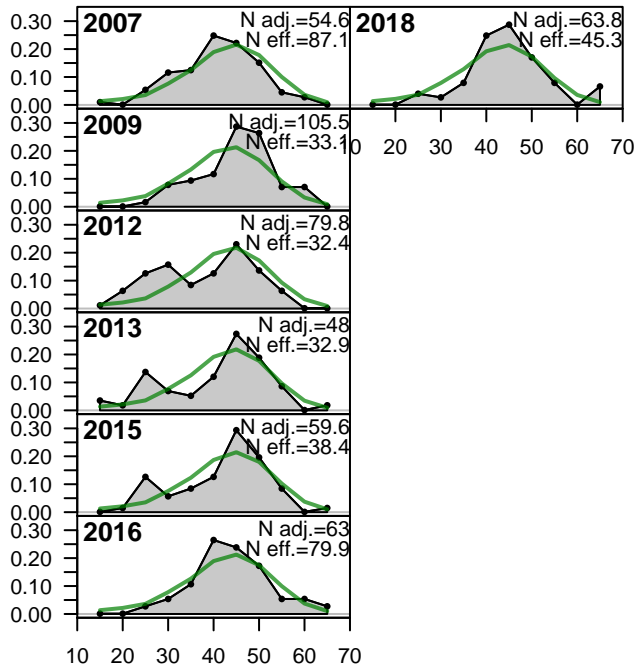 0.30
0.20
0.10
0.00
2007
N adj.=54.6
N eff.=87.1
2018
N adj.=63.8
N eff.=45.3
10 20 30 40 50 60 70
0.30
0.20
0.10
0.00
2009
N adj.=105.5
N eff.=33.1
0.30
0.20
0.10
0.00
2012
N adj.=79.8
N eff.=32.4
0.30
0.20
0.10
0.00
2013
N adj.=48
N eff.=32.9
0.30
0.20
0.10
0.00
2015
N adj.=59.6
N eff.=38.4
0.30
0.20
0.10
0.00
2016
N adj.=63
N eff.=79.9
10 20 30 40 50 60 70